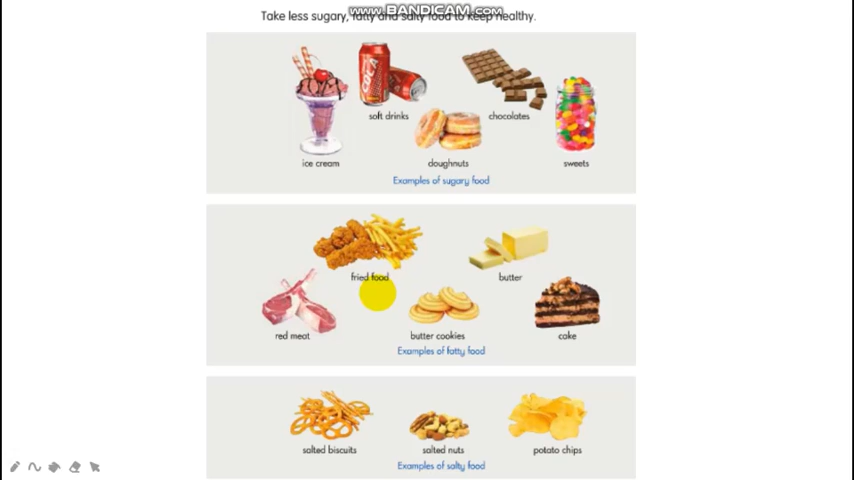 www.BANDICAM.com
Take less sugary, fatty and salty food to keep healthy.
COLA
soft drinks
chocolates
ice cream
doughnuts
sweets
Examples of sugary food
fried food
butter
red meat
butter cookies
cake
Examples of fatty food
salted biscuits
salted nuts
potato chips
Examples of salty food